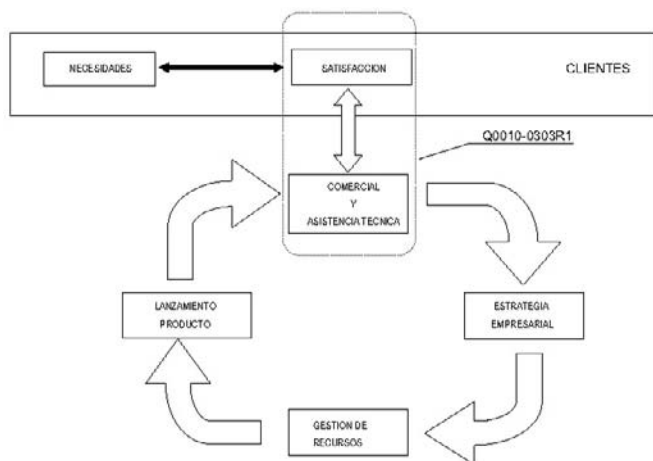 NECESIDADES
SATISFACCION
CLIENTES
Q0010-0303R1
COMERCIAL
Y
ASISTENCIA TECNICA
LANZAMIENTO
PRODUCTO
ESTRATEGIA
EMPRESARIAL
GESTION DE
RECURSOS